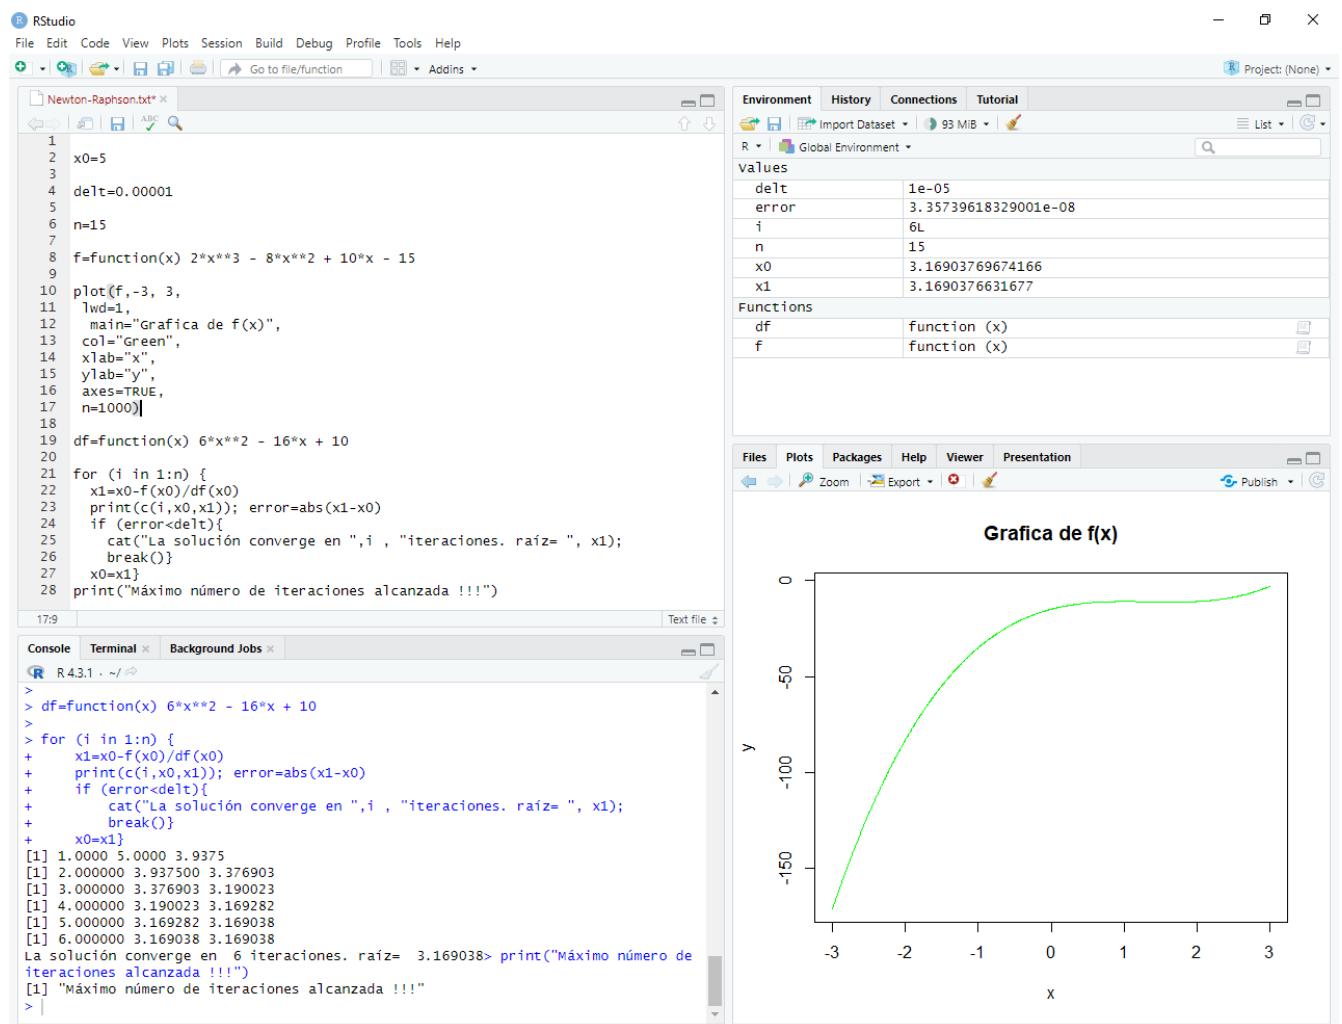 RStudio
File Edit Code View Plots Session Build Debug Profile Tools Help
Go to file/function
Addins
Project: (None)
Newton-Raphson.txt*
ABC
1
2 x0=5
3
4 delt=0.00001
5
6 n=15
7
8 f=function(x) 2*x**3 - 8*x**2 + 10*x - 15
9
10 plot(f,-3, 3,
11 lwd=1,
12 main="Grafica de f(x)",
13 col="Green",
14 xlab="x",
15 ylab="y",
16 axes=TRUE,
17 n=1000)
18
19 df=function(x) 6*x**2 - 16*x + 10
20
21 for (i in 1:n) {
22 x1=x0-f(x0)/df(x0)
23 print(c(i,x0,x1)); error=abs(x1-x0)
24 if (error<delt){
25 cat("La solución converge en ",i , "iteraciones. raíz= ", x1);
26 break()}
27 x0=x1}
28 print("Máximo número de iteraciones alcanzada !!!")
17:9 Text file
Console Terminal Background Jobs
R 4.3.1 · ~/
>
> df=function(x) 6*x**2 - 16*x + 10
>
> for (i in 1:n) {
+ x1=x0-f(x0)/df(x0)
+ print(c(i,x0,x1)); error=abs(x1-x0)
+ if (error<delt){
+ cat("La solución converge en ",i , "iteraciones. raíz= ", x1);
+ break()}
+ x0=x1}
[1] 1.0000 5.0000 3.9375
[1] 2.000000 3.937500 3.376903
[1] 3.000000 3.376903 3.190023
[1] 4.000000 3.190023 3.169282
[1] 5.000000 3.169282 3.169038
[1] 6.000000 3.169038 3.169038
La solución converge en  6 iteraciones. raíz=  3.169038> print("Máximo número de
iteraciones alcanzada !!!")
[1] "Máximo número de iteraciones alcanzada !!!"
>
Environment History Connections Tutorial
Import Dataset 93 MiB List
R Global Environment
Values
delt 1e-05
error 3.35739618329001e-08
i 6L
n 15
x0 3.16903769674166
x1 3.1690376631677
Functions
df function (x)
f function (x)
Files Plots Packages Help Viewer Presentation
Zoom Export Publish
Grafica de f(x)
0
-50
-100
-150
y
-3 -2 -1 0 1 2 3
x